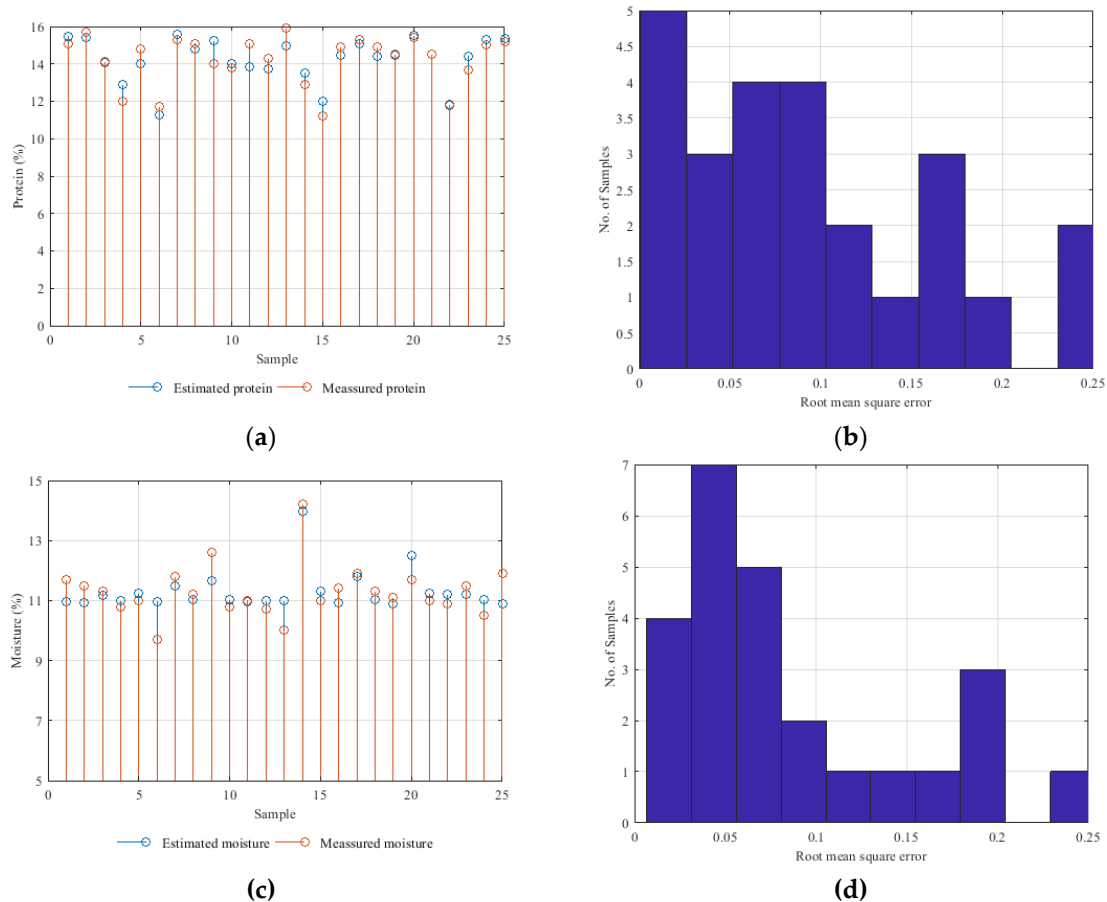 16
14
12
10
8
6
4
2
0
Protein (%)
0 5 10 15 20 25
Sample
Estimated protein Meassured protein
(a)
5
4.5
4
3.5
3
2.5
2
1.5
1
0.5
0
No. of Samples
0 0.05 0.1 0.15 0.2 0.25
Root mean square error
(b)
15
13
11
9
7
5
Moisture (%)
0 5 10 15 20 25
Sample
Estimated moisture Meassured moisture
(c)
7
6
5
4
3
2
1
0
No. of Samples
0.05 0.1 0.15 0.2 0.25
Root mean square error
(d)